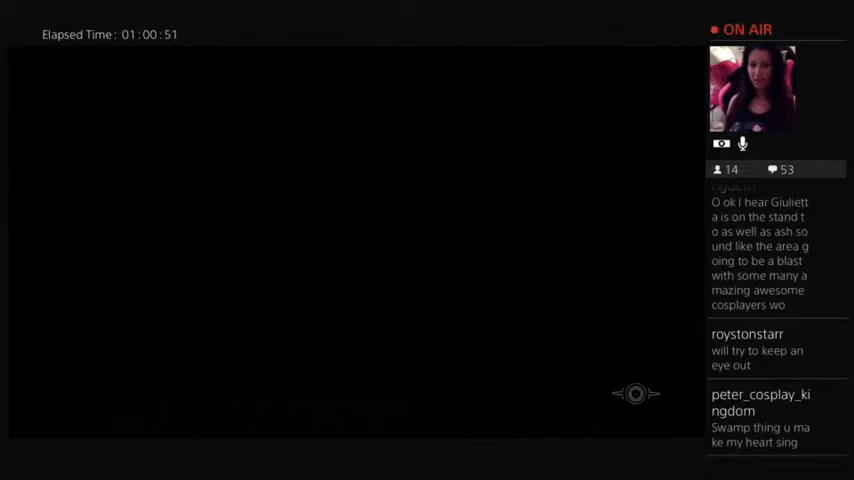 Elapsed Time: 01:00:51
ON AIR
14
53
ngdom
O ok I hear Giuliett
a is on the stand t
o as well as ash so
und like the area g
oing to be a blast
with some many a
mazing awesome
cosplayers wo
roystonstarr
will try to keep an
eye out
peter_cosplay_ki
ngdom
Swamp thing u ma
ke my heart sing